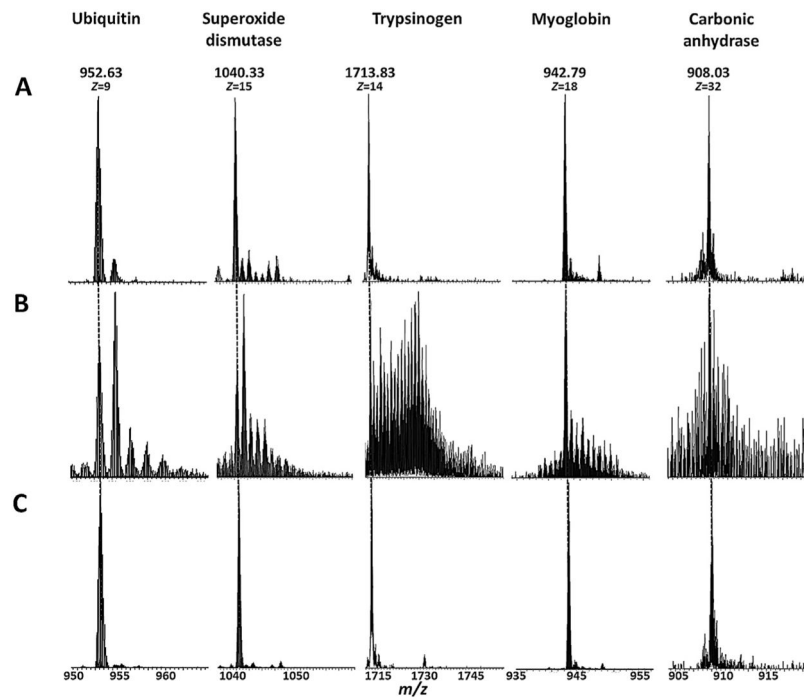 Ubiquitin Superoxide dismutase Trypsinogen Myoglobin Carbonic anhydrase
A
952.63 1040.33 1713.83 942.79 908.03
Z=9 Z=15 Z=14 Z=18 Z=32
B
C
950 955 960 1040 1050 1715 1730 1745 935 945 955 905 910 915
m/z